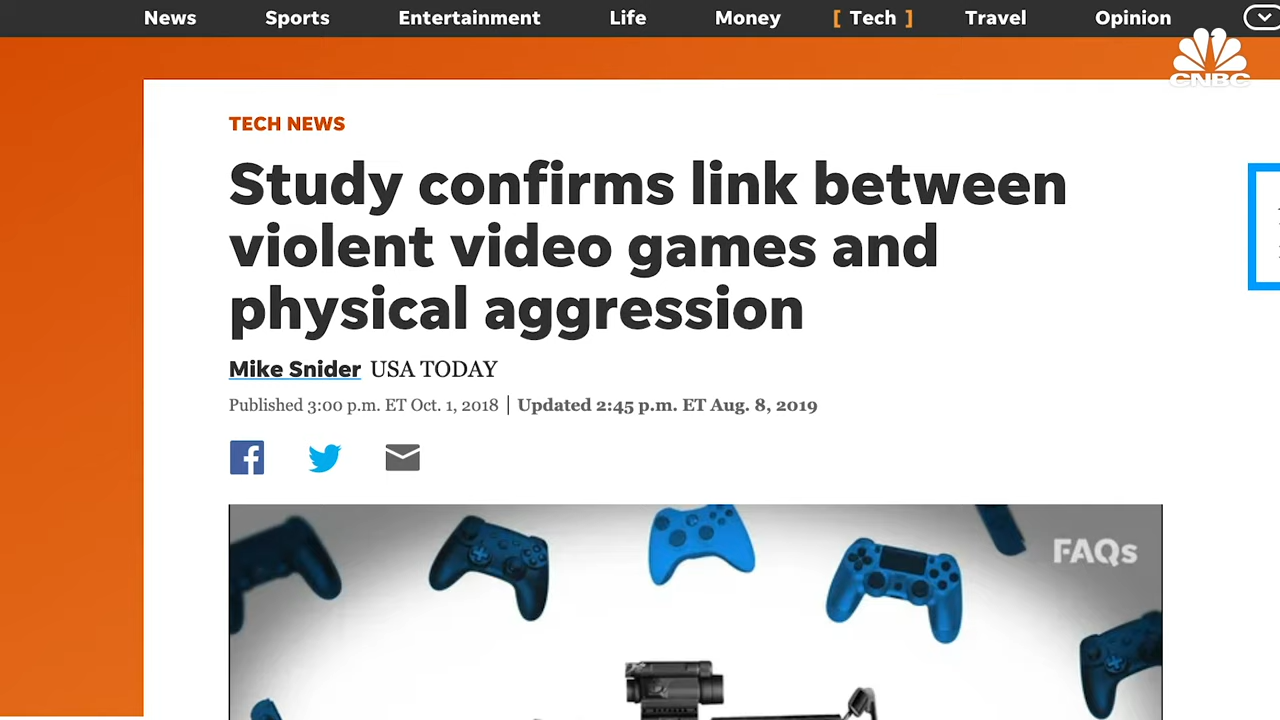 News Sports Entertainment Life Money [ Tech ] Travel Opinion
CNBC
TECH NEWS
Study confirms link between
violent video games and
physical aggression
Mike Snider USA TODAY
Published 3:00 p.m. ET Oct. 1, 2018 | Updated 2:45 p.m. ET Aug. 8, 2019
FAQs